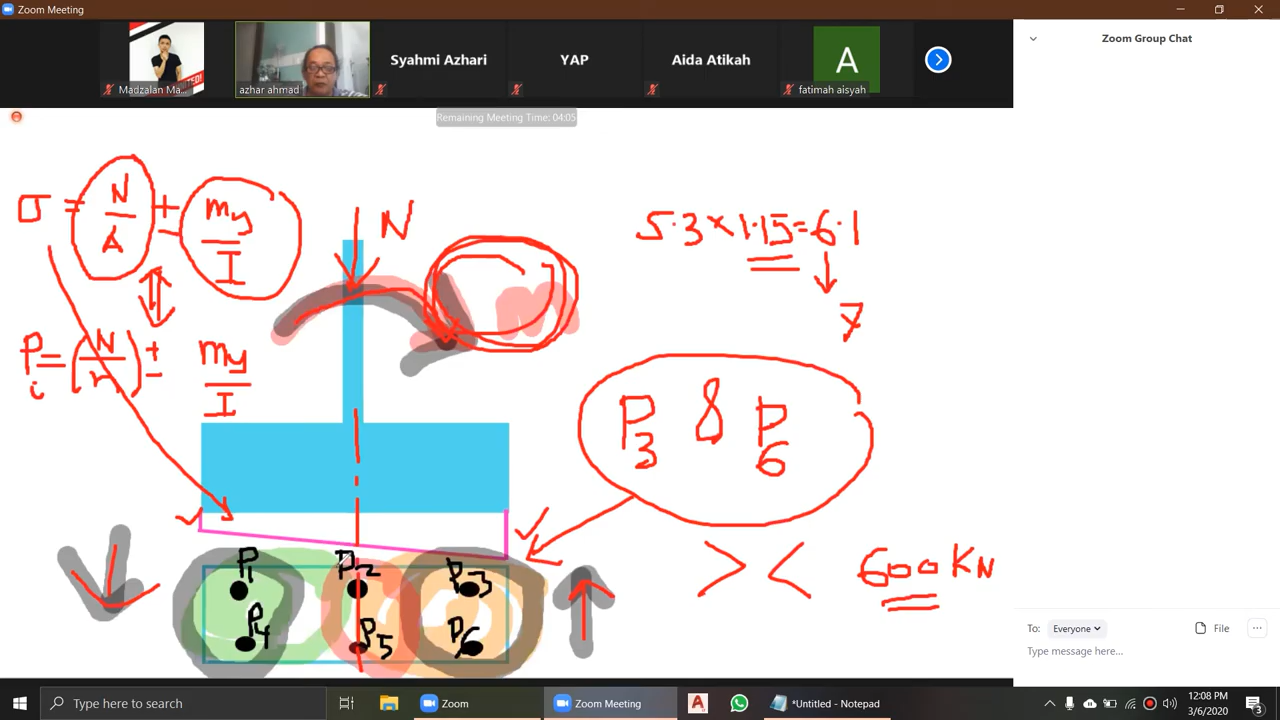 Zoom Meeting
Madzalan Ma...
azhar ahmad
Syahmi Azhari
YAP
Aida Atikah
A
fatimah aisyah
Zoom Group Chat
Remaining Meeting Time: 04:05
σ = N/A ± my/I
N
5.3 x 1.15 = 6.1
7
M
Pi = (N/n) ± my/I
P3 & P6
> < 600 KN
P1 P2 P3
P4 P5 P6
To: Everyone
File
...
Type message here...
Type here to search
Zoom
Zoom Meeting
*Untitled - Notepad
12:08 PM
3/6/2020
3